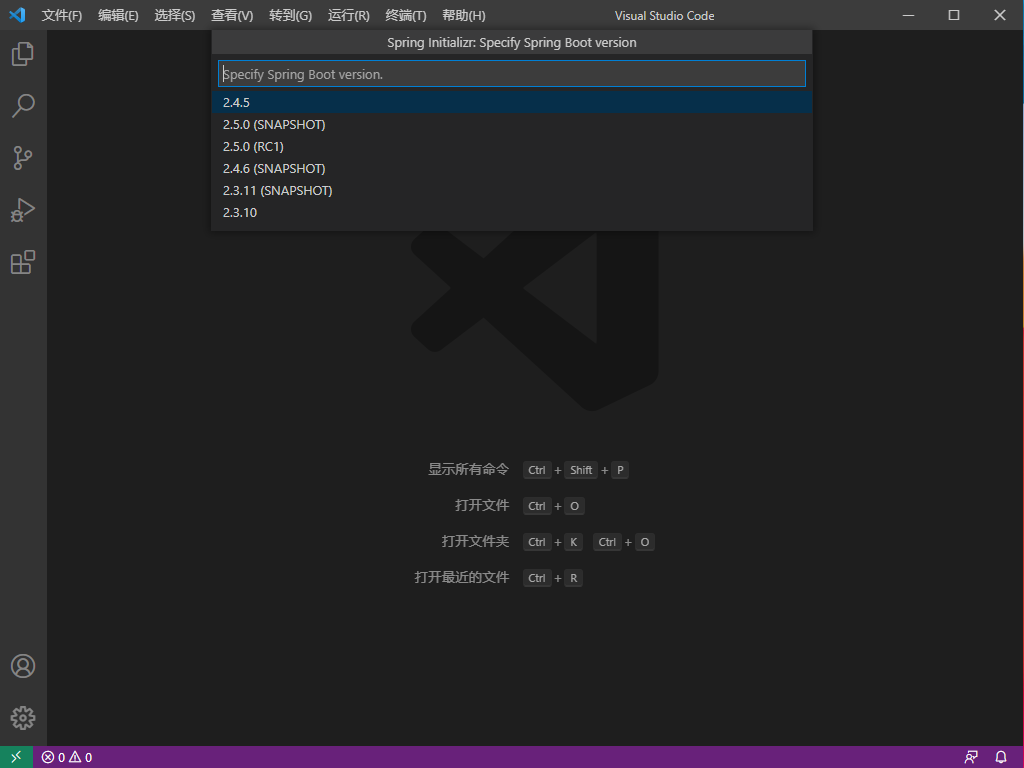 文件(F) 编辑(E) 选择(S) 查看(V) 转到(G) 运行(R) 终端(T) 帮助(H) Visual Studio Code
Spring Initializr: Specify Spring Boot version
Specify Spring Boot version.
2.4.5
2.5.0 (SNAPSHOT)
2.5.0 (RC1)
2.4.6 (SNAPSHOT)
2.3.11 (SNAPSHOT)
2.3.10
显示所有命令 Ctrl + Shift + P
打开文件 Ctrl + O
打开文件夹 Ctrl + K Ctrl + O
打开最近的文件 Ctrl + R
0 0